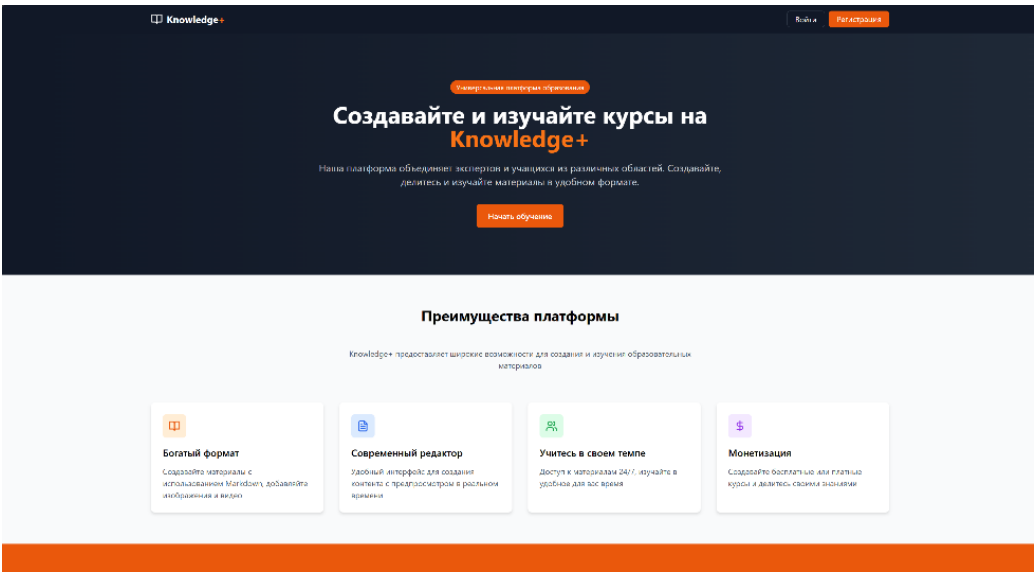 Knowledge+
Войти
Регистрация
Универсальная платформа образования
Создавайте и изучайте курсы на
Knowledge+
Наша платформа объединяет экспертов и учащихся из различных областей. Создавайте,
делитесь и изучайте материалы в удобном формате.
Начать обучение
Преимущества платформы
Knowledge+ предоставляет широкие возможности для создания и изучения образовательных
материалов
Богатый формат
Создавайте материалы с
использованием Markdown, добавляйте
изображения и видео
Современный редактор
Удобный интерфейс для создания
контента с предпросмотром в реальном
времени
Учитесь в своем темпе
Доступ к материалам 24/7, изучайте в
удобное для вас время
Монетизация
Создавайте бесплатные или платные
курсы и делитесь своими знаниями